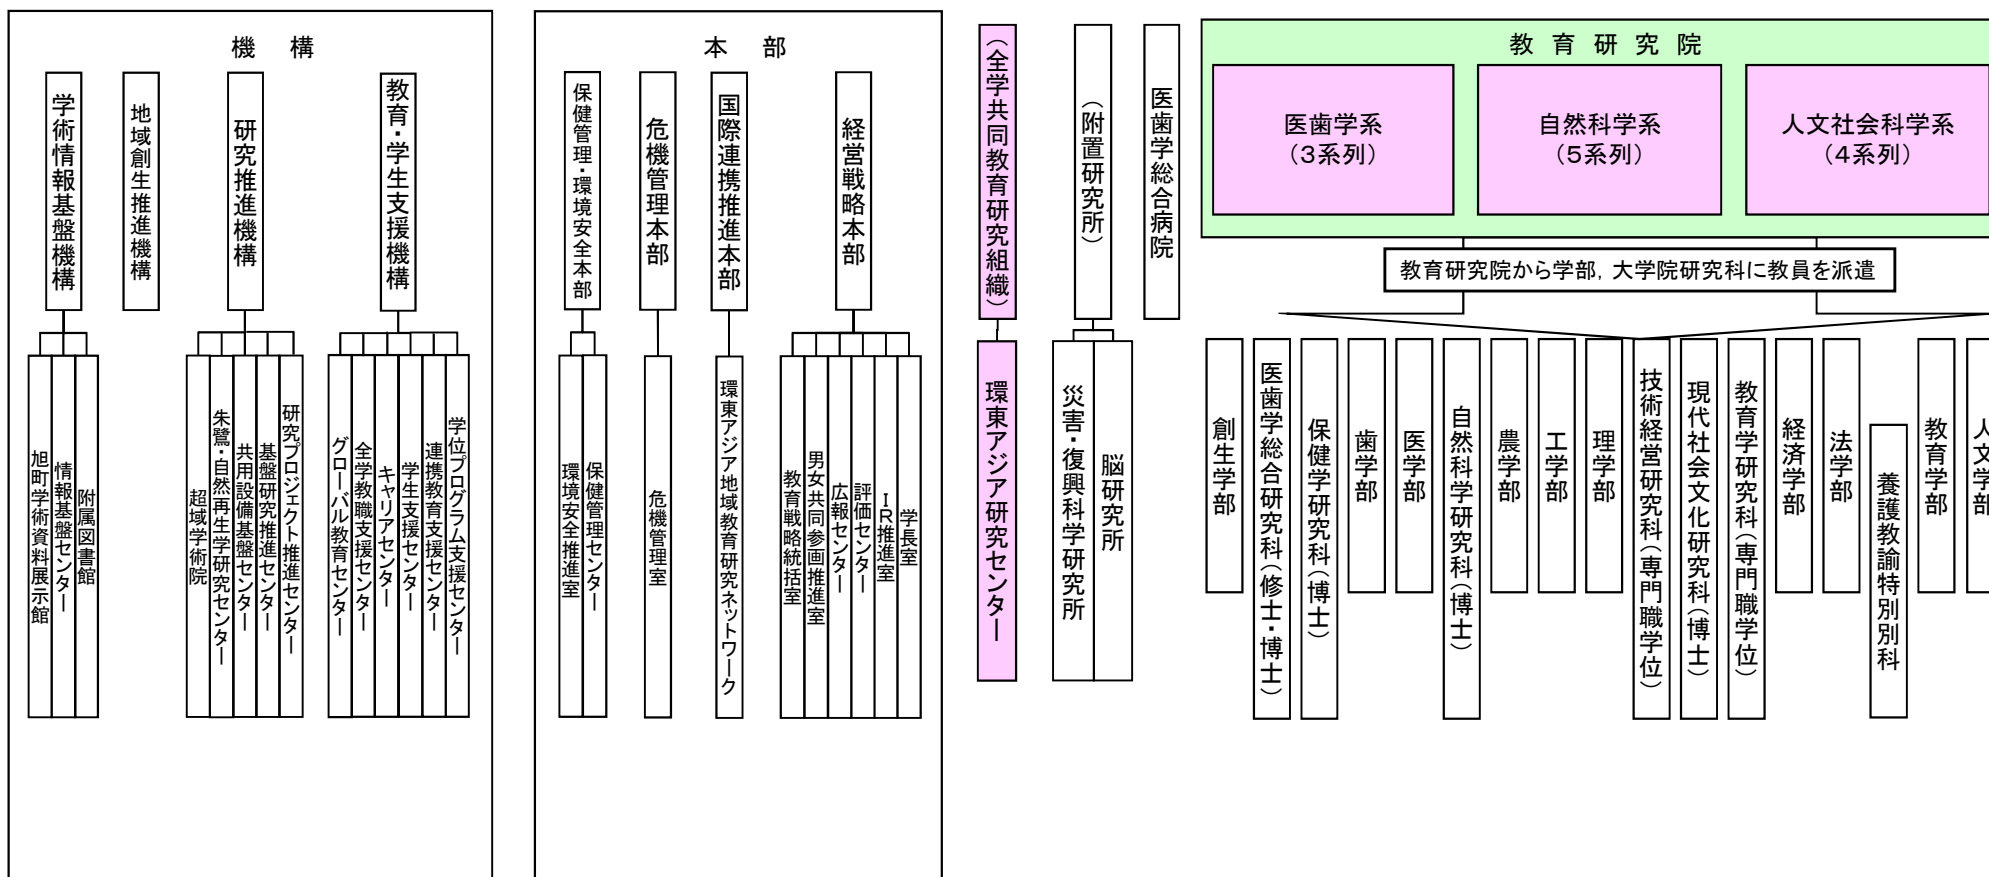 機構
学術情報基盤機構
地域創生推進機構
研究推進機構
教育・学生支援機構
旭町学術資料展示館
情報基盤センター
附属図書館
超域学術院
朱鷺・自然再生学研究センター
共用設備基盤センター
基盤研究推進センター
研究プロジェクト推進センター
グローバル教育センター
全学教職支援センター
キャリアセンター
学生支援センター
連携教育支援センター
学位プログラム支援センター
本部
保健管理・環境安全本部
危機管理本部
国際連携推進本部
経営戦略本部
環境安全推進室
保健管理センター
危機管理室
環東アジア地域教育研究ネットワーク
教育戦略統括室
男女共同参画推進室
広報センター
評価センター
IR推進室
学長室
（全学共同教育研究組織）
環東アジア研究センター
（附置研究所）
災害・復興科学研究所
脳研究所
医歯学総合病院
教育研究院
医歯学系
（3系列）
自然科学系
（5系列）
人文社会科学系
（4系列）
教育研究院から学部，大学院研究科に教員を派遣
創生学部
医歯学総合研究科（修士・博士）
保健学研究科（博士）
歯学部
医学部
自然科学研究科（博士）
農学部
工学部
理学部
技術経営研究科（専門職学位）
現代社会文化研究科（博士）
教育学研究科（専門職学位）
経済学部
法学部
養護教諭特別別科
教育学部
人文学部